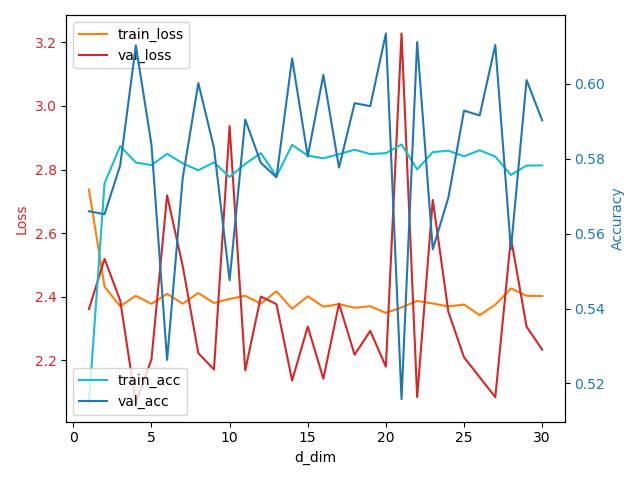 train_loss
val_loss
3.2
3.0
2.8
2.6
2.4
2.2
Loss
0.60
0.58
0.56
0.54
0.52
Accuracy
train_acc
val_acc
0 5 10 15 20 25 30
d_dim